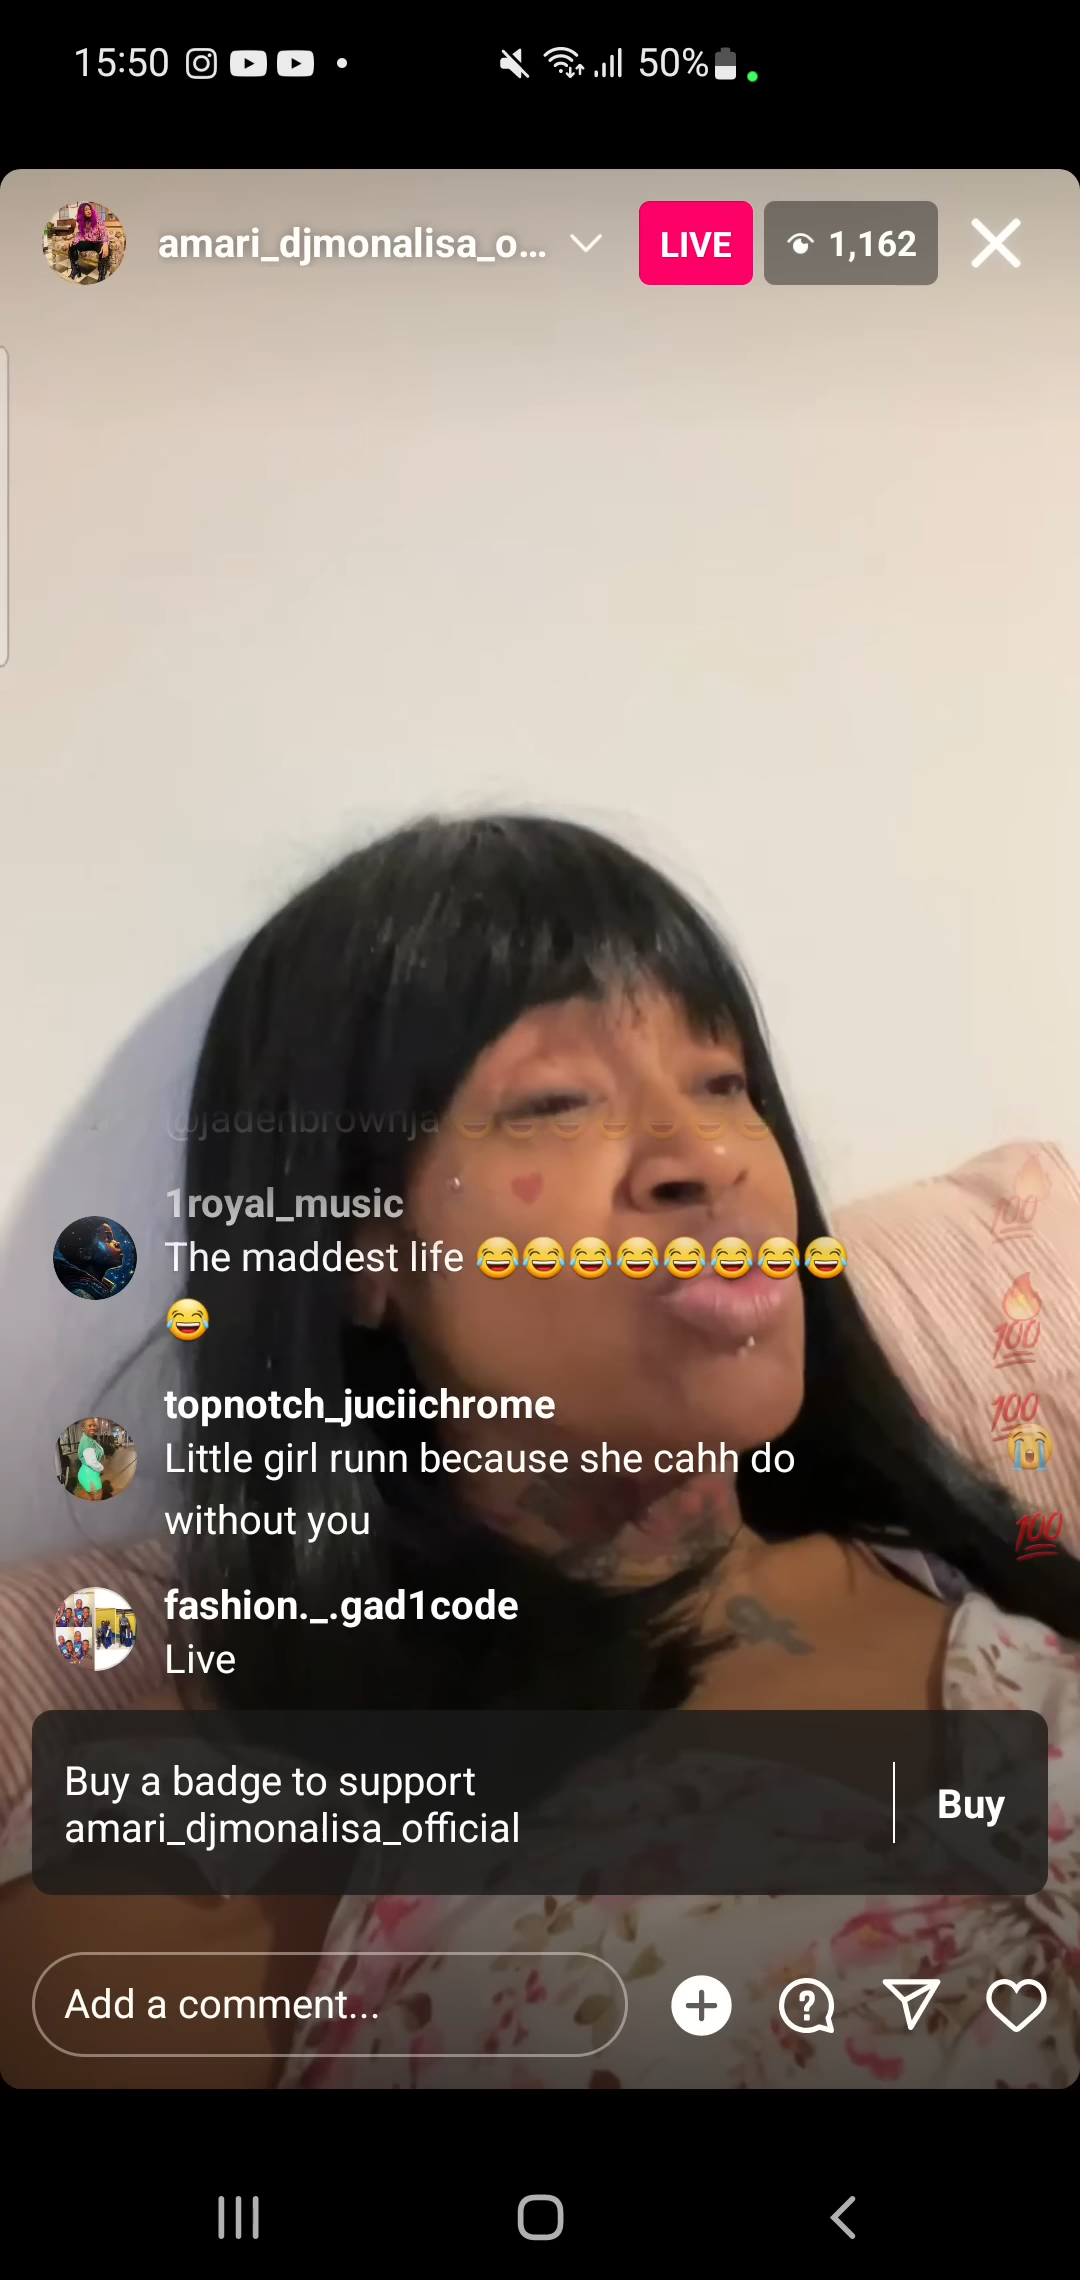 15:50
50%
amari_djmonalisa_o...
LIVE
1,162
@jadenbrownja 😂😂😂😂😂😂😂
1royal_music
The maddest life 😂😂😂😂😂😂😂😂
😂
topnotch_juciichrome
Little girl runn because she cahh do
without you
fashion._.gad1code
Live
Buy a badge to support
amari_djmonalisa_official
Buy
Add a comment...